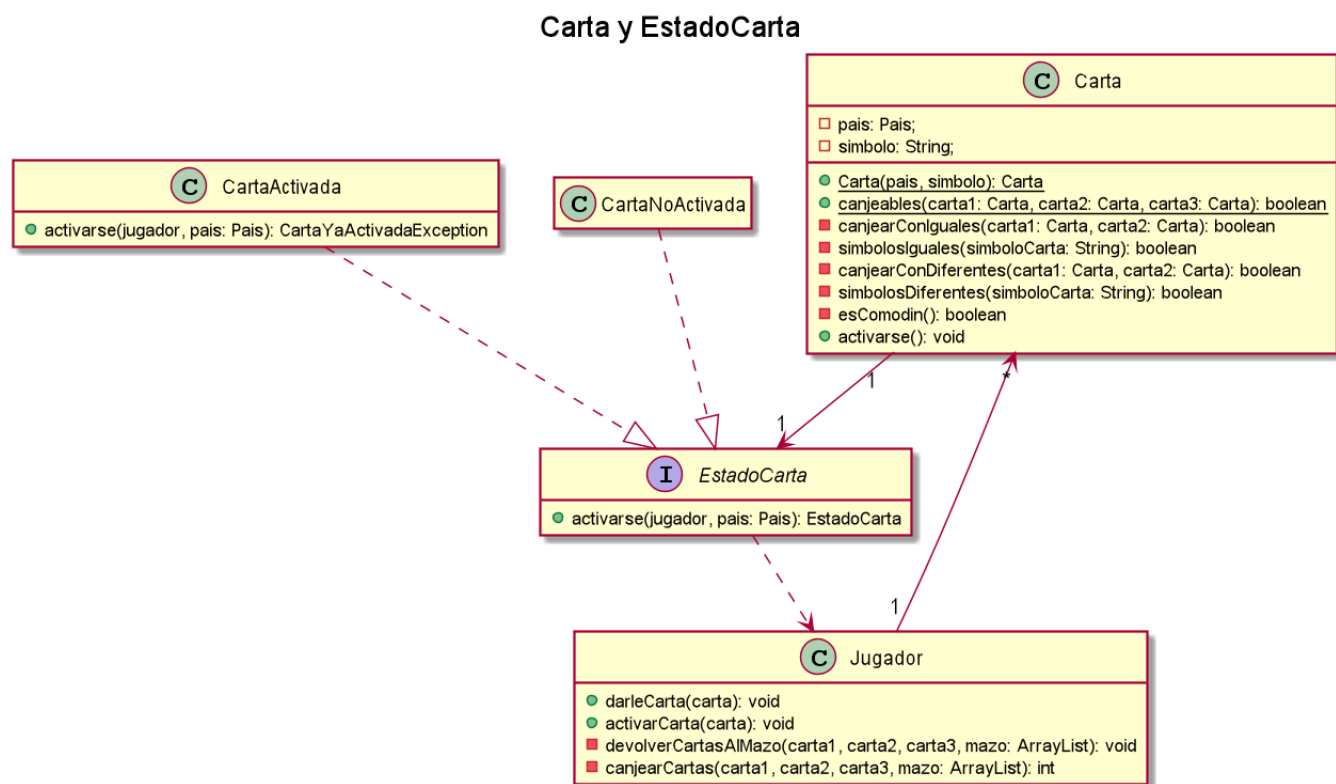 Carta y EstadoCarta
C Carta
pais: Pais;
simbolo: String;
Carta(pais, simbolo): Carta
canjeables(carta1: Carta, carta2: Carta, carta3: Carta): boolean
canjearConIguales(carta1: Carta, carta2: Carta): boolean
simbolosIguales(simboloCarta: String): boolean
canjearConDiferentes(carta1: Carta, carta2: Carta): boolean
simbolosDiferentes(simboloCarta: String): boolean
esComodin(): boolean
activarse(): void
C CartaActivada
activarse(jugador, pais: Pais): CartaYaActivadaException
C CartaNoActivada
1
*
1
I EstadoCarta
activarse(jugador, pais: Pais): EstadoCarta
1
C Jugador
darleCarta(carta): void
activarCarta(carta): void
devolverCartasAlMazo(carta1, carta2, carta3, mazo: ArrayList): void
canjearCartas(carta1, carta2, carta3, mazo: ArrayList): int